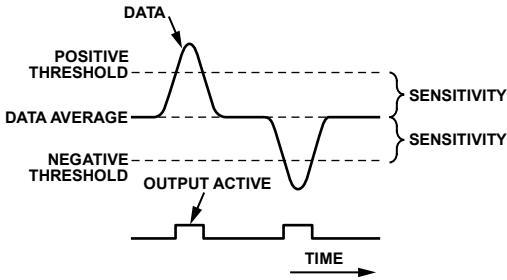 DATA
POSITIVE
THRESHOLD
SENSITIVITY
DATA AVERAGE
SENSITIVITY
NEGATIVE
THRESHOLD
OUTPUT ACTIVE
TIME